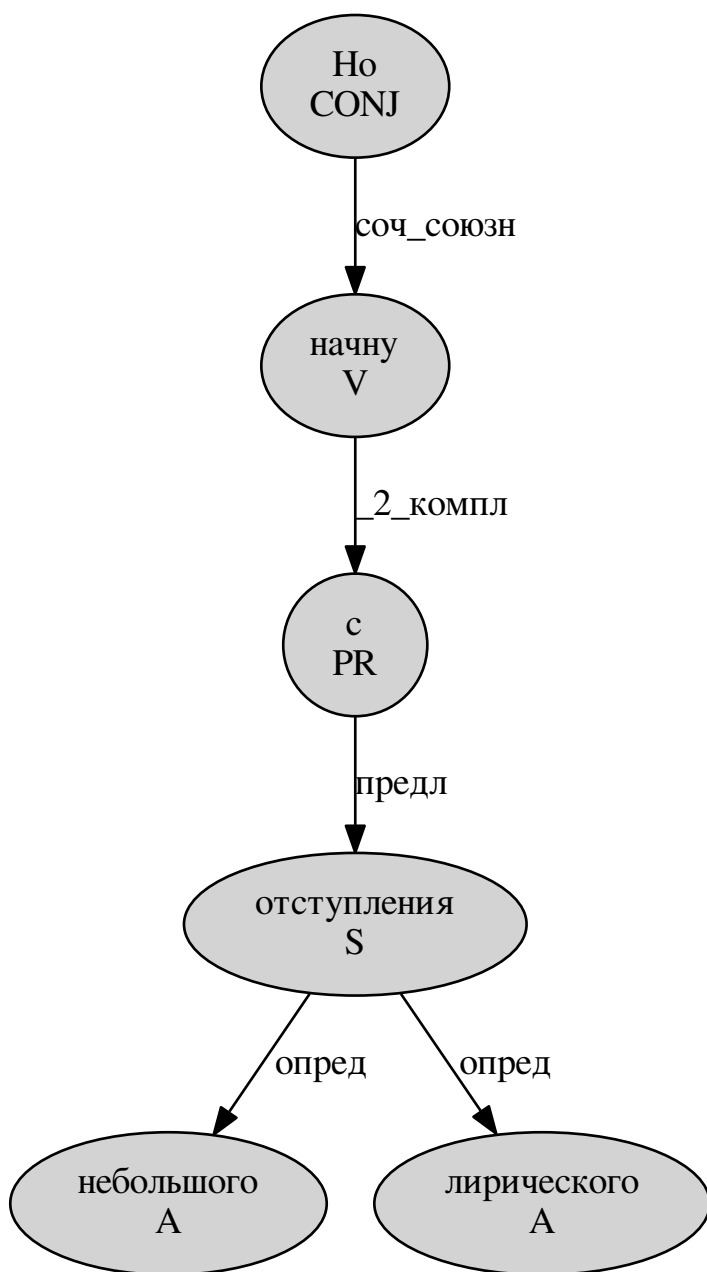 Но
CONJ
соч_союзн
начну
V
_2_компл
с
PR
предл
отступления
S
опред
опред
небольшого
A
лирического
A